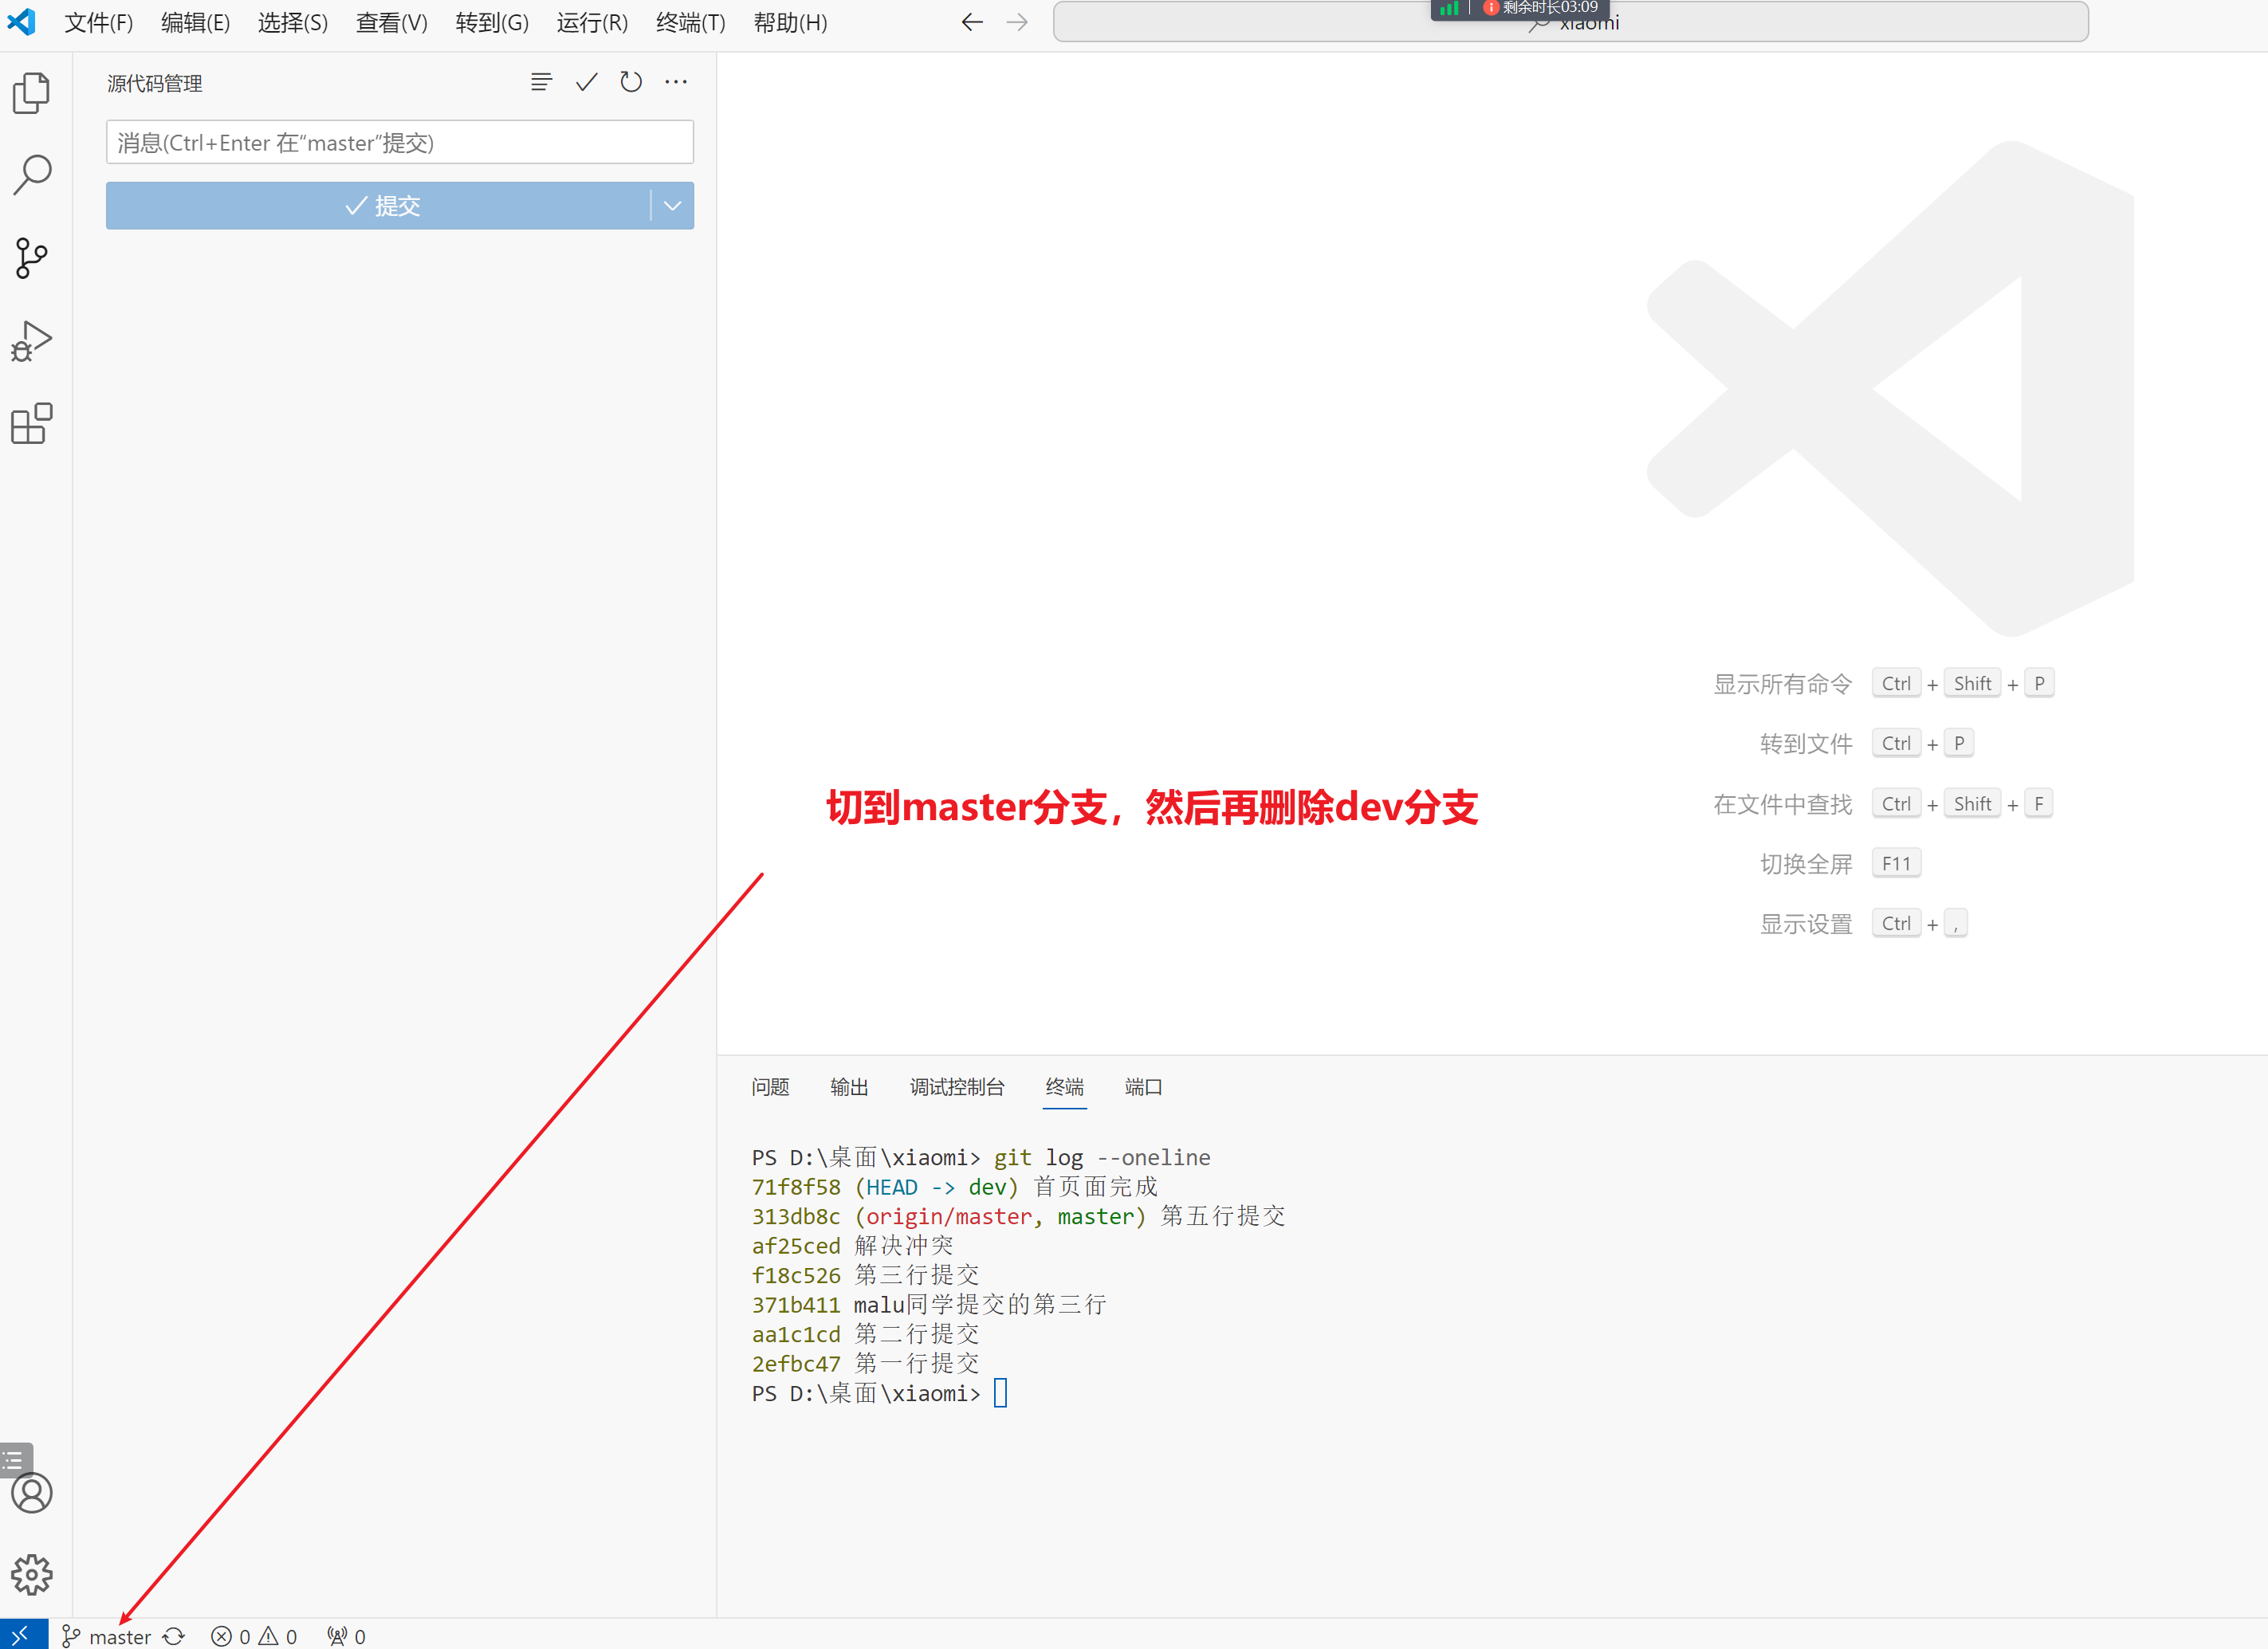 文件(F) 编辑(E) 选择(S) 查看(V) 转到(G) 运行(R) 终端(T) 帮助(H)
剩余时长03:09
xiaomi
源代码管理
消息(Ctrl+Enter 在“master”提交)
提交
显示所有命令 Ctrl + Shift + P
转到文件 Ctrl + P
在文件中查找 Ctrl + Shift + F
切换全屏 F11
显示设置 Ctrl + ,
切到master分支，然后再删除dev分支
问题 输出 调试控制台 终端 端口
PS D:\桌面\xiaomi> git log --oneline
71f8f58 (HEAD -> dev) 首页面完成
313db8c (origin/master, master) 第五行提交
af25ced 解决冲突
f18c526 第三行提交
371b411 malu同学提交的第三行
aa1c1cd 第二行提交
2efbc47 第一行提交
PS D:\桌面\xiaomi>
master 0 0 0